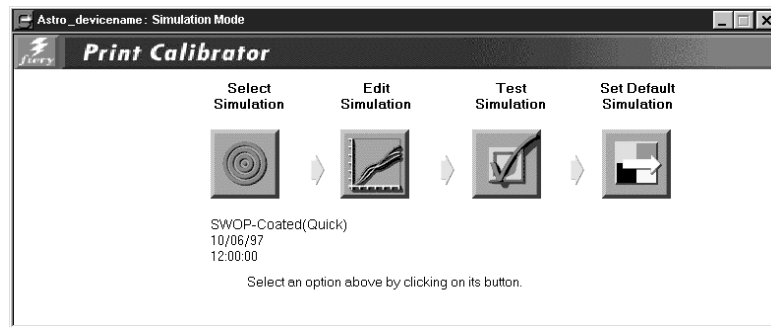 Astro_devicename: Simulation Mode
fiery Print Calibrator
Select Simulation
Edit Simulation
Test Simulation
Set Default Simulation
SWOP-Coated(Quick)
10/06/97
12:00:00
Select an option above by clicking on its button.